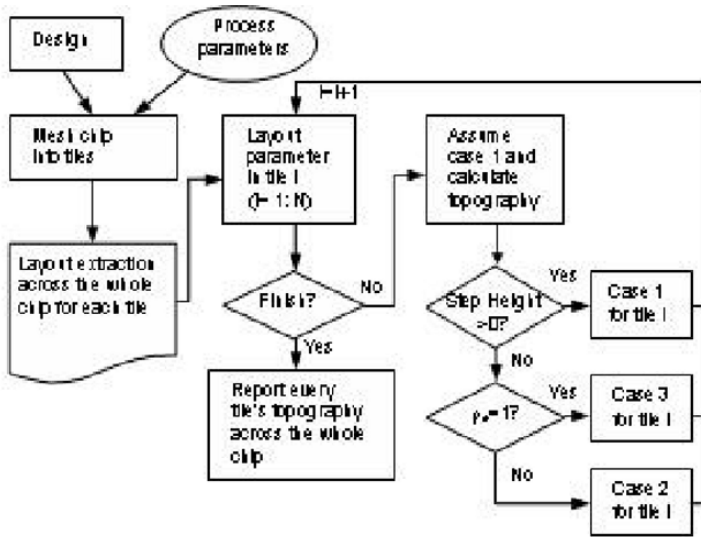 Design
Process
parameters
Mesh chip
into tiles
Layout extraction
across the whole
chip for each tile
i=i+1
Layout
parameter
in tile i
(i= 1: N)
Finish?
No
Yes
Report every
tile's topography
across the whole
chip
Assume
case 1 and
calculate
topography
Step Height
>0?
Yes
Case 1
for tile i
No
= 1?
Yes
Case 3
for tile i
No
Case 2
for tile i